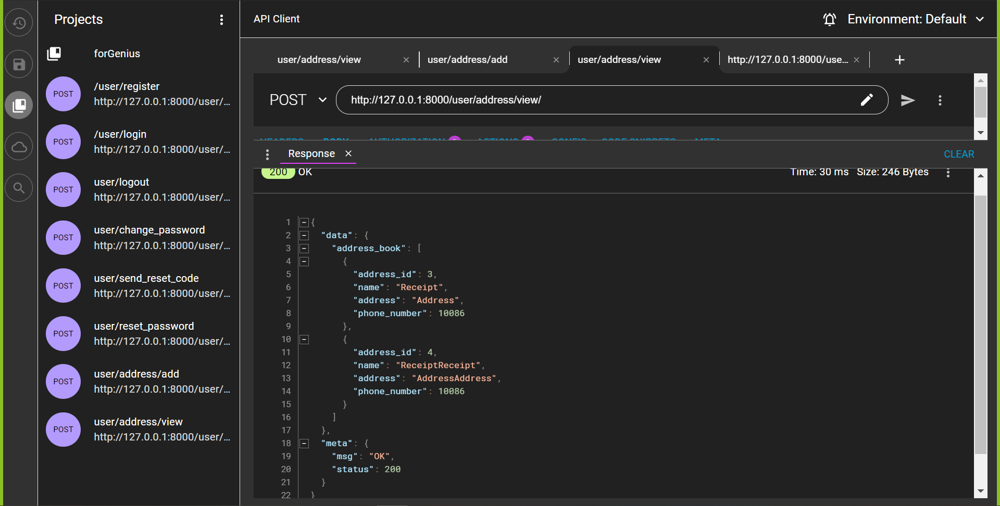 Projects
forGenius
POST
/user/register
http://127.0.0.1:8000/user/...
POST
/user/login
http://127.0.0.1:8000/user/...
POST
user/logout
http://127.0.0.1:8000/user/...
POST
user/change_password
http://127.0.0.1:8000/user/...
POST
user/send_reset_code
http://127.0.0.1:8000/user/...
POST
user/reset_password
http://127.0.0.1:8000/user/...
POST
user/address/add
http://127.0.0.1:8000/user/...
POST
user/address/view
http://127.0.0.1:8000/user/...
API Client
Environment: Default
user/address/view × user/address/add × user/address/view × http://127.0.0.1:8000/use... × +
POST http://127.0.0.1:8000/user/address/view/
HEADERS BODY AUTHORIZATION ACTIONS CONFIG CODE SNIPPETS META
Response × CLEAR
200 OK Time: 30 ms Size: 246 Bytes
1 {
2 "data": {
3 "address_book": [
4 {
5 "address_id": 3,
6 "name": "Receipt",
7 "address": "Address",
8 "phone_number": 10086
9 },
10 {
11 "address_id": 4,
12 "name": "ReceiptReceipt",
13 "address": "AddressAddress",
14 "phone_number": 10086
15 }
16 ]
17 },
18 "meta": {
19 "msg": "OK",
20 "status": 200
21 }
22 }